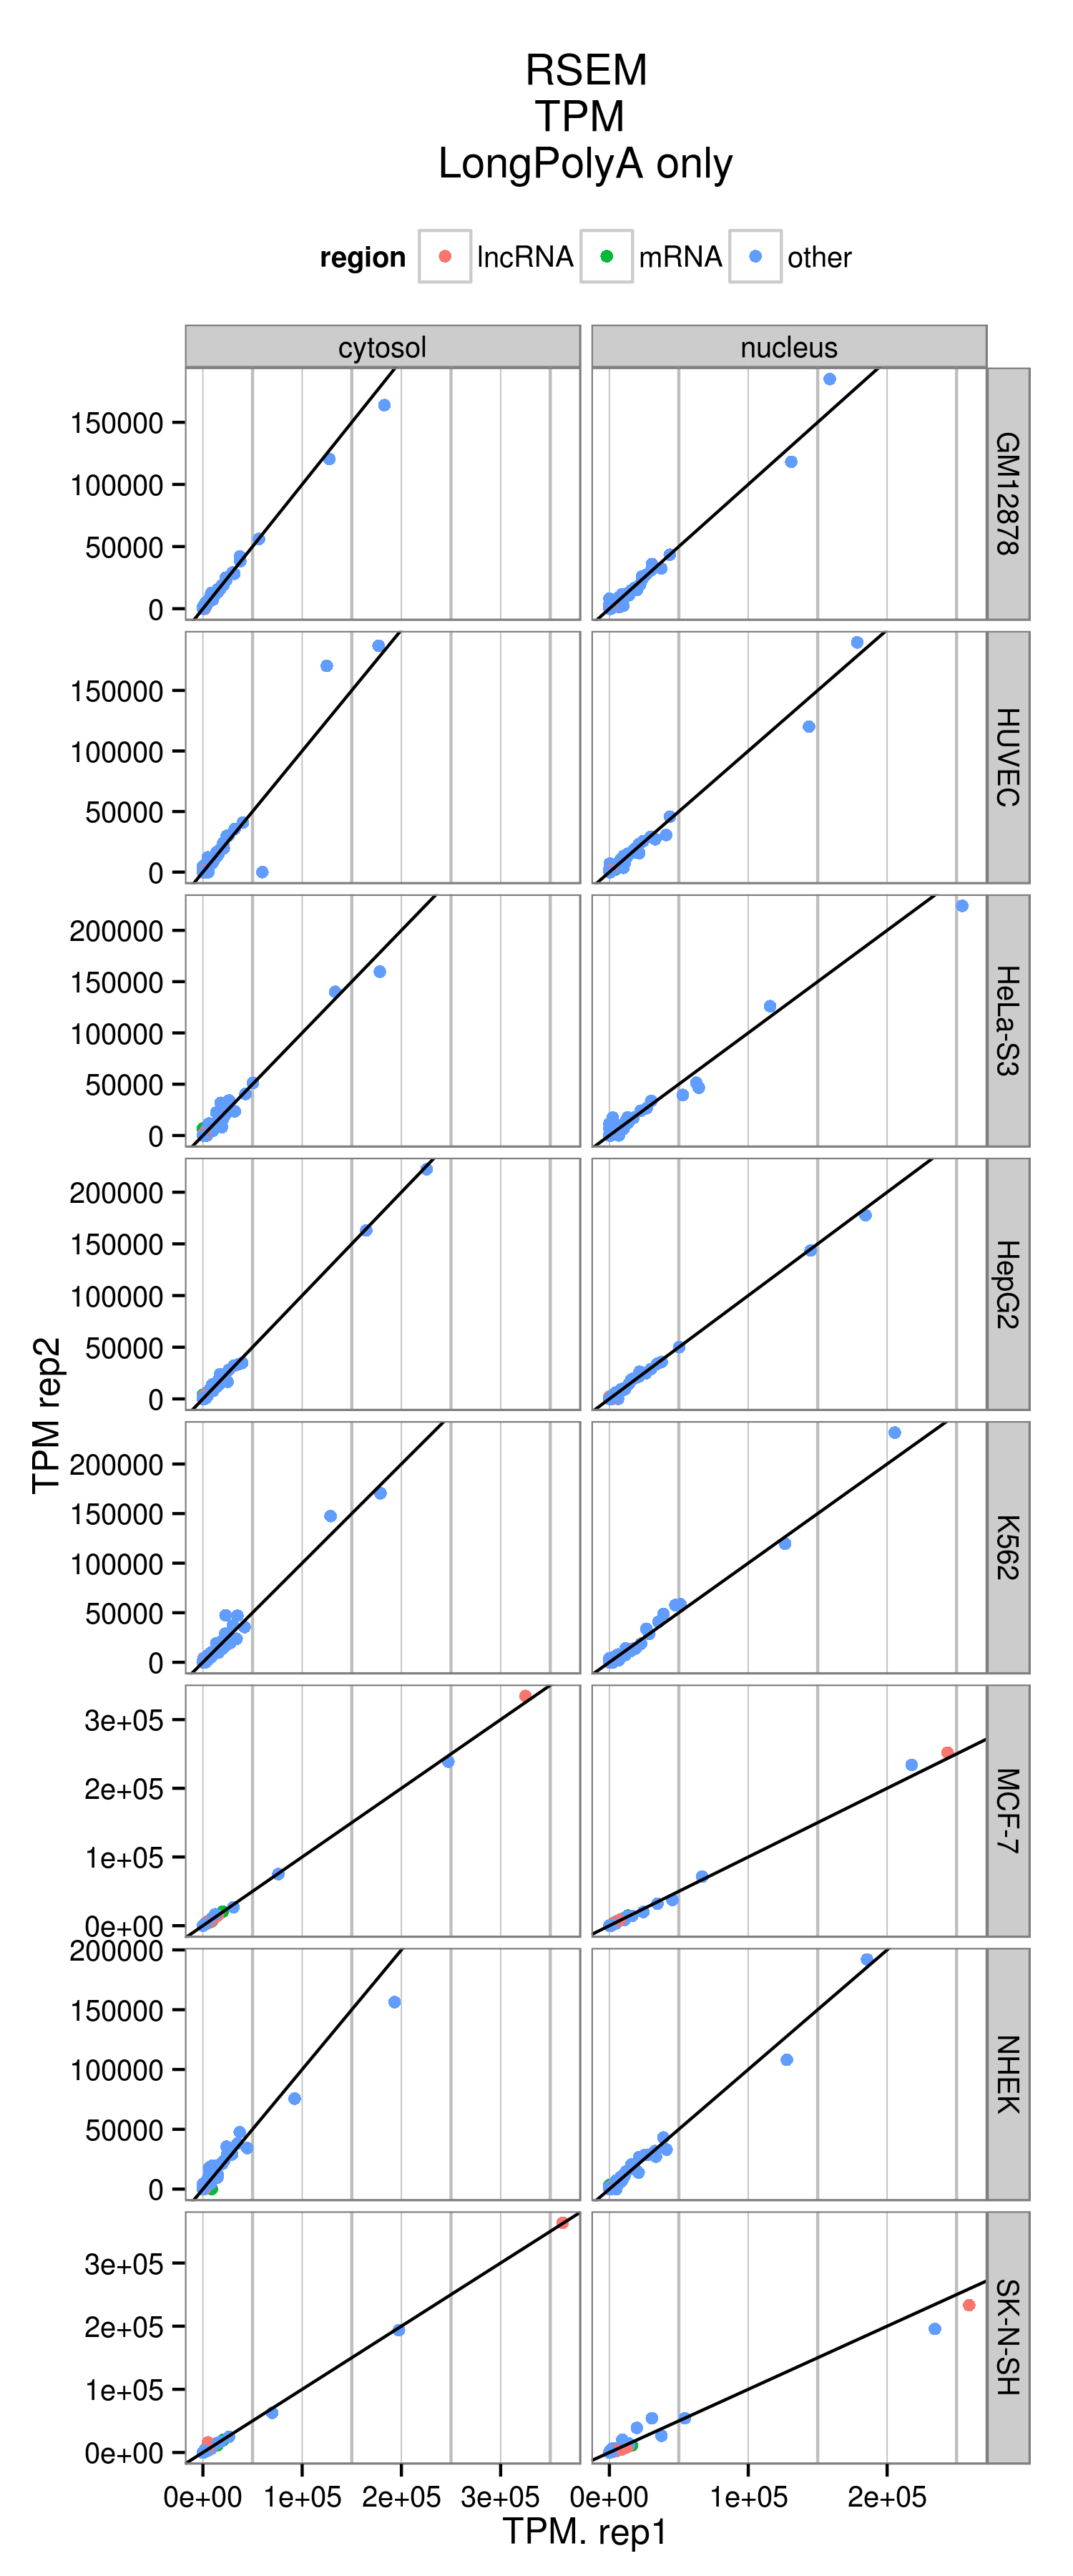 RSEM
TPM
LongPolyA only
region lncRNA mRNA other
cytosol nucleus
150000
100000
50000
0
GM12878
150000
100000
50000
0
HUVEC
200000
150000
100000
50000
0
HeLa-S3
200000
150000
100000
50000
0
HepG2
TPM rep2
200000
150000
100000
50000
0
K562
3e+05
2e+05
1e+05
0e+00
MCF-7
200000
150000
100000
50000
0
NHEK
3e+05
2e+05
1e+05
0e+00
SK-N-SH
0e+00 1e+05 2e+05 3e+05 0e+00 1e+05 2e+05
TPM. rep1